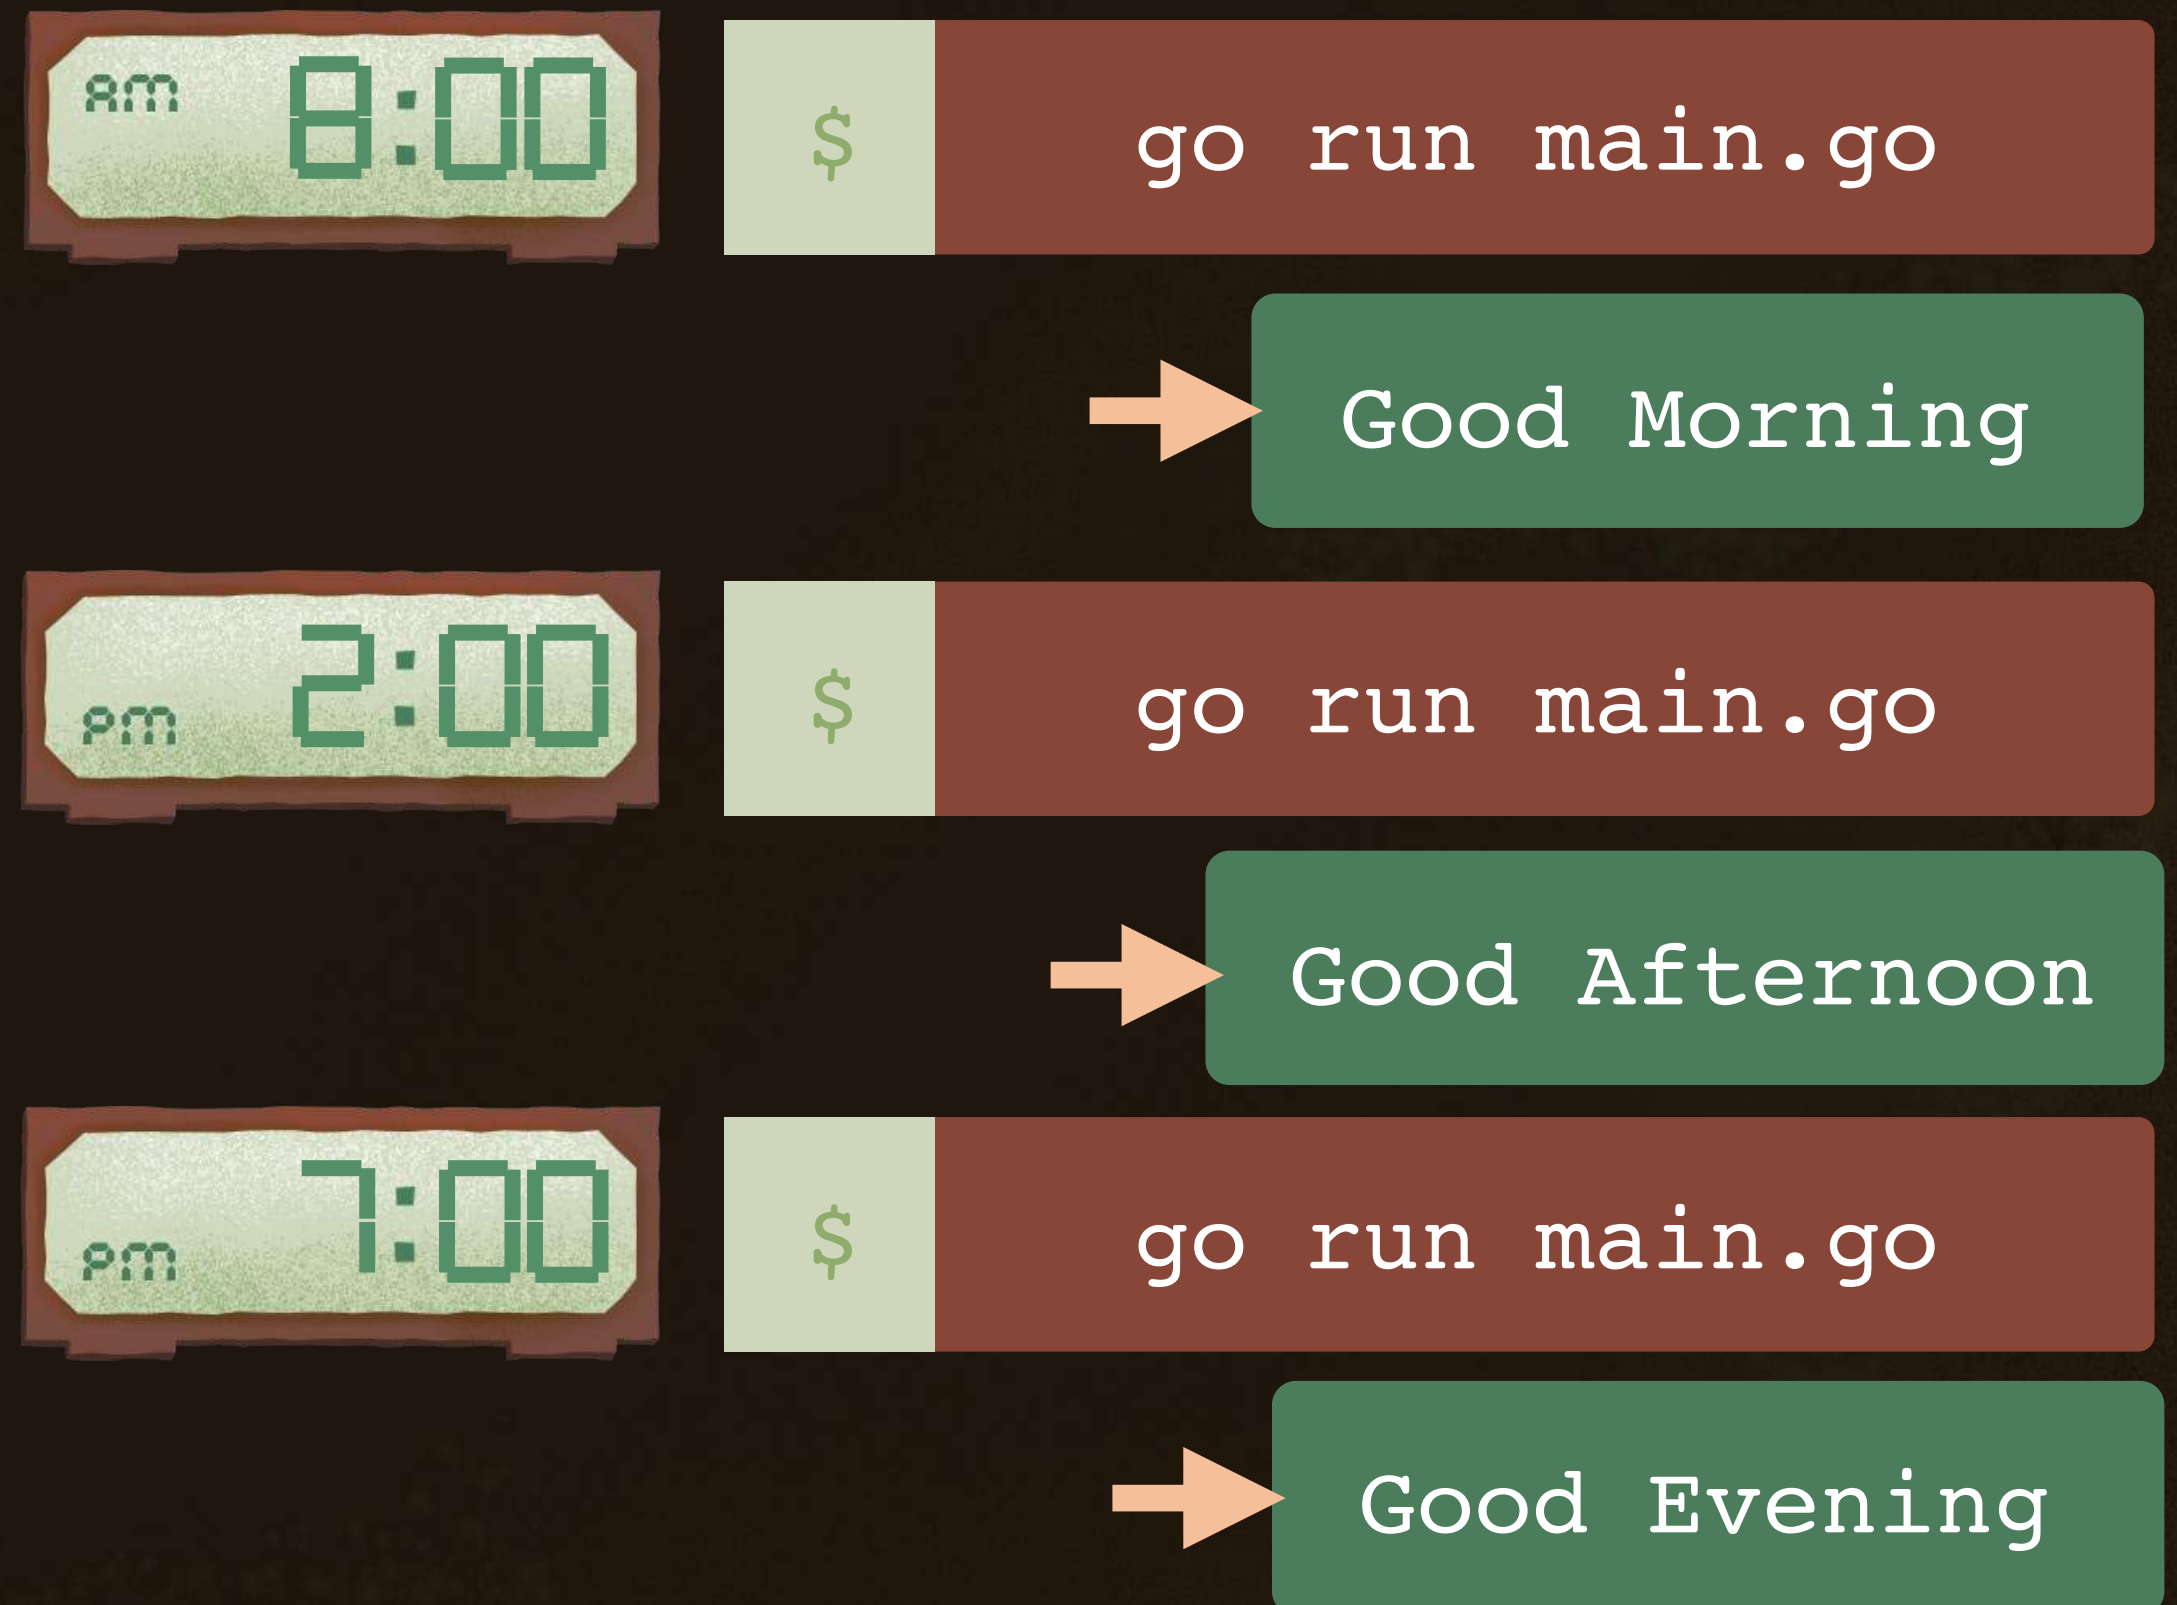 am 8:00
$ go run main.go
Good Morning
pm 2:00
$ go run main.go
Good Afternoon
pm 7:00
$ go run main.go
Good Evening